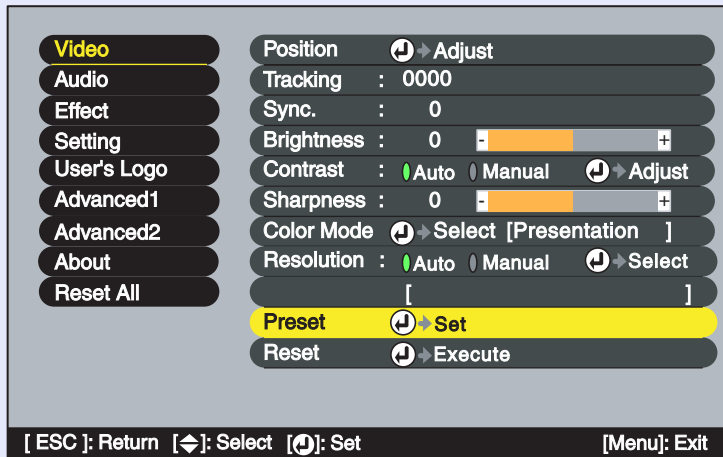 Video
Audio
Effect
Setting
User's Logo
Advanced1
Advanced2
About
Reset All
Position Adjust
Tracking : 0000
Sync. : 0
Brightness : 0 - +
Contrast : Auto Manual Adjust
Sharpness : 0 - +
Color Mode Select [Presentation ]
Resolution : Auto Manual Select
[ ]
Preset Set
Reset Execute
[ ESC ]: Return [ ]: Select [ ]: Set [Menu]: Exit